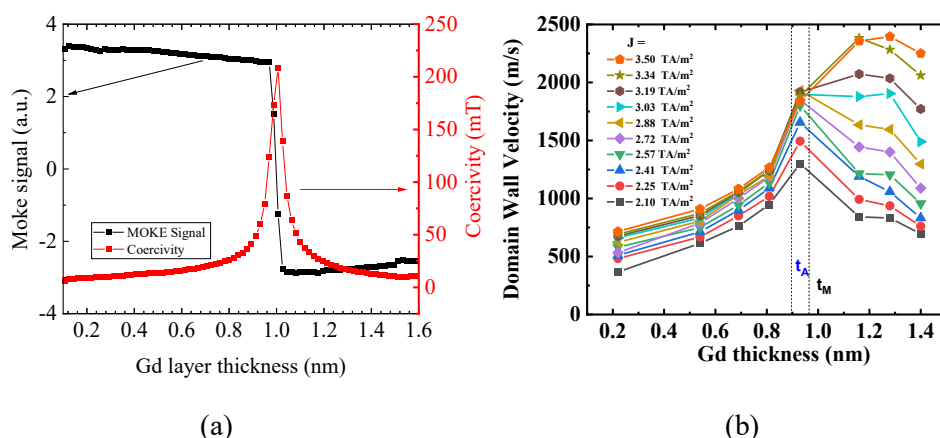 4
2
0
-2
-4
Moke signal (a.u.)
MOKE Signal
Coercivity
250
200
150
100
50
0
Coercivity (mT)
0.2 0.4 0.6 0.8 1.0 1.2 1.4 1.6
Gd layer thickness (nm)
(a)
2500
2000
1500
1000
500
0
Domain Wall Velocity (m/s)
J =
3.50 TA/m²
3.34 TA/m²
3.19 TA/m²
3.03 TA/m²
2.88 TA/m²
2.72 TA/m²
2.57 TA/m²
2.41 TA/m²
2.25 TA/m²
2.10 TA/m²
t_A
t_M
0.2 0.4 0.6 0.8 1.0 1.2 1.4
Gd thickness (nm)
(b)